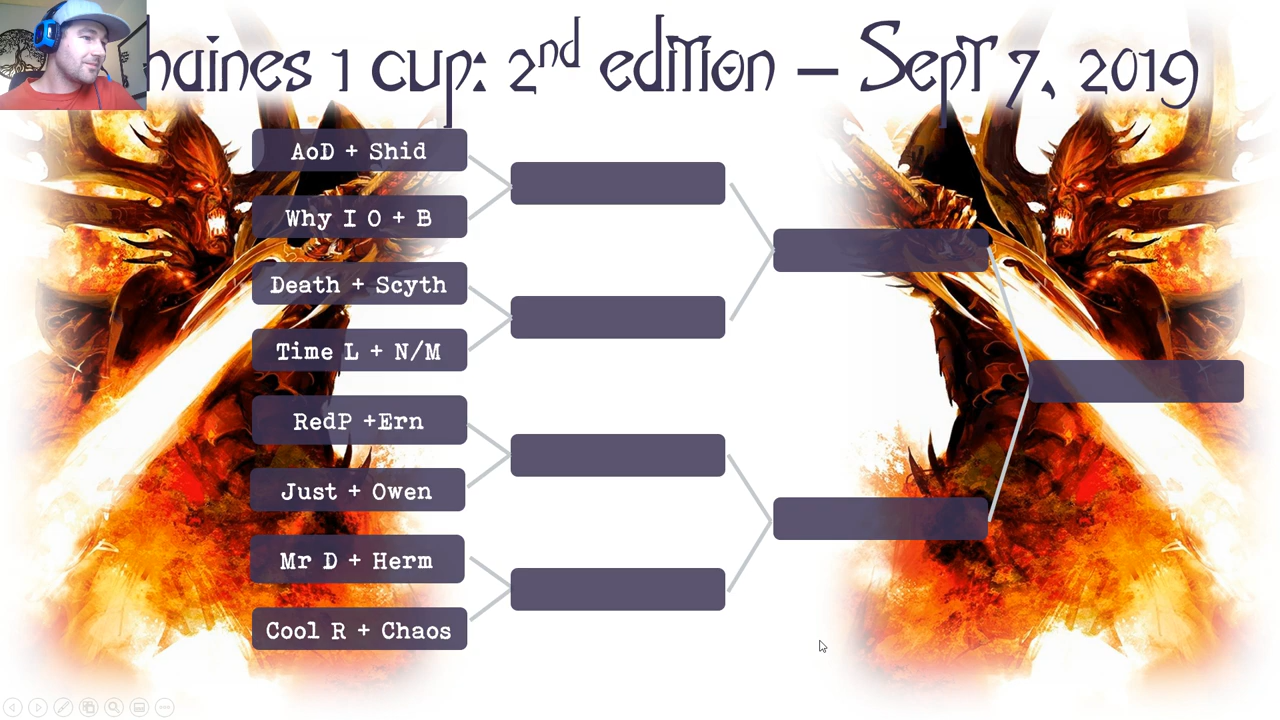 haines 1 cup: 2nd edition – Sept 7, 2019
AoD + Shid
Why I O + B
Death + Scyth
Time L + N/M
RedP +Ern
Just + Owen
Mr D + Herm
Cool R + Chaos